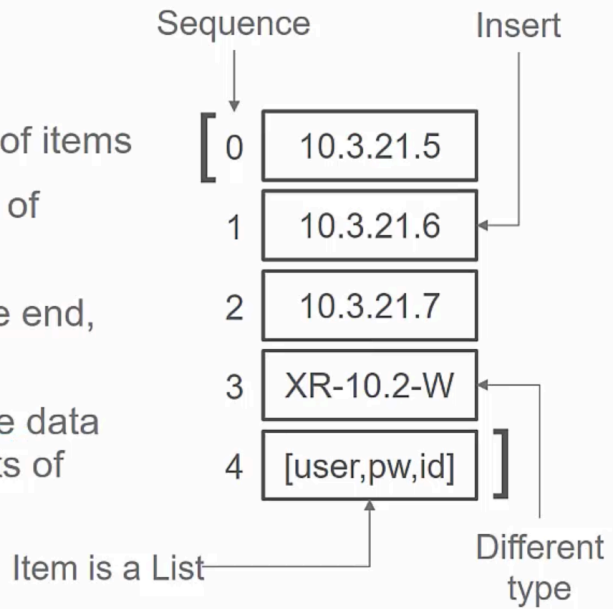 Sequence
Insert
of items
[ 0 10.3.21.5
of
1 10.3.21.6
e end,
2 10.3.21.7
3 XR-10.2-W
e data
ts of
4 [user,pw,id] ]
Item is a List
Different
type